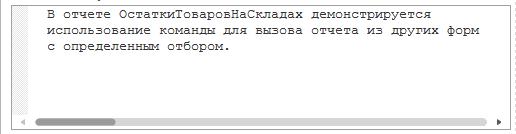 В отчете ОстаткиТоваровНаСкладах демонстрируется
использование команды для вызова отчета из других форм
с определенным отбором.